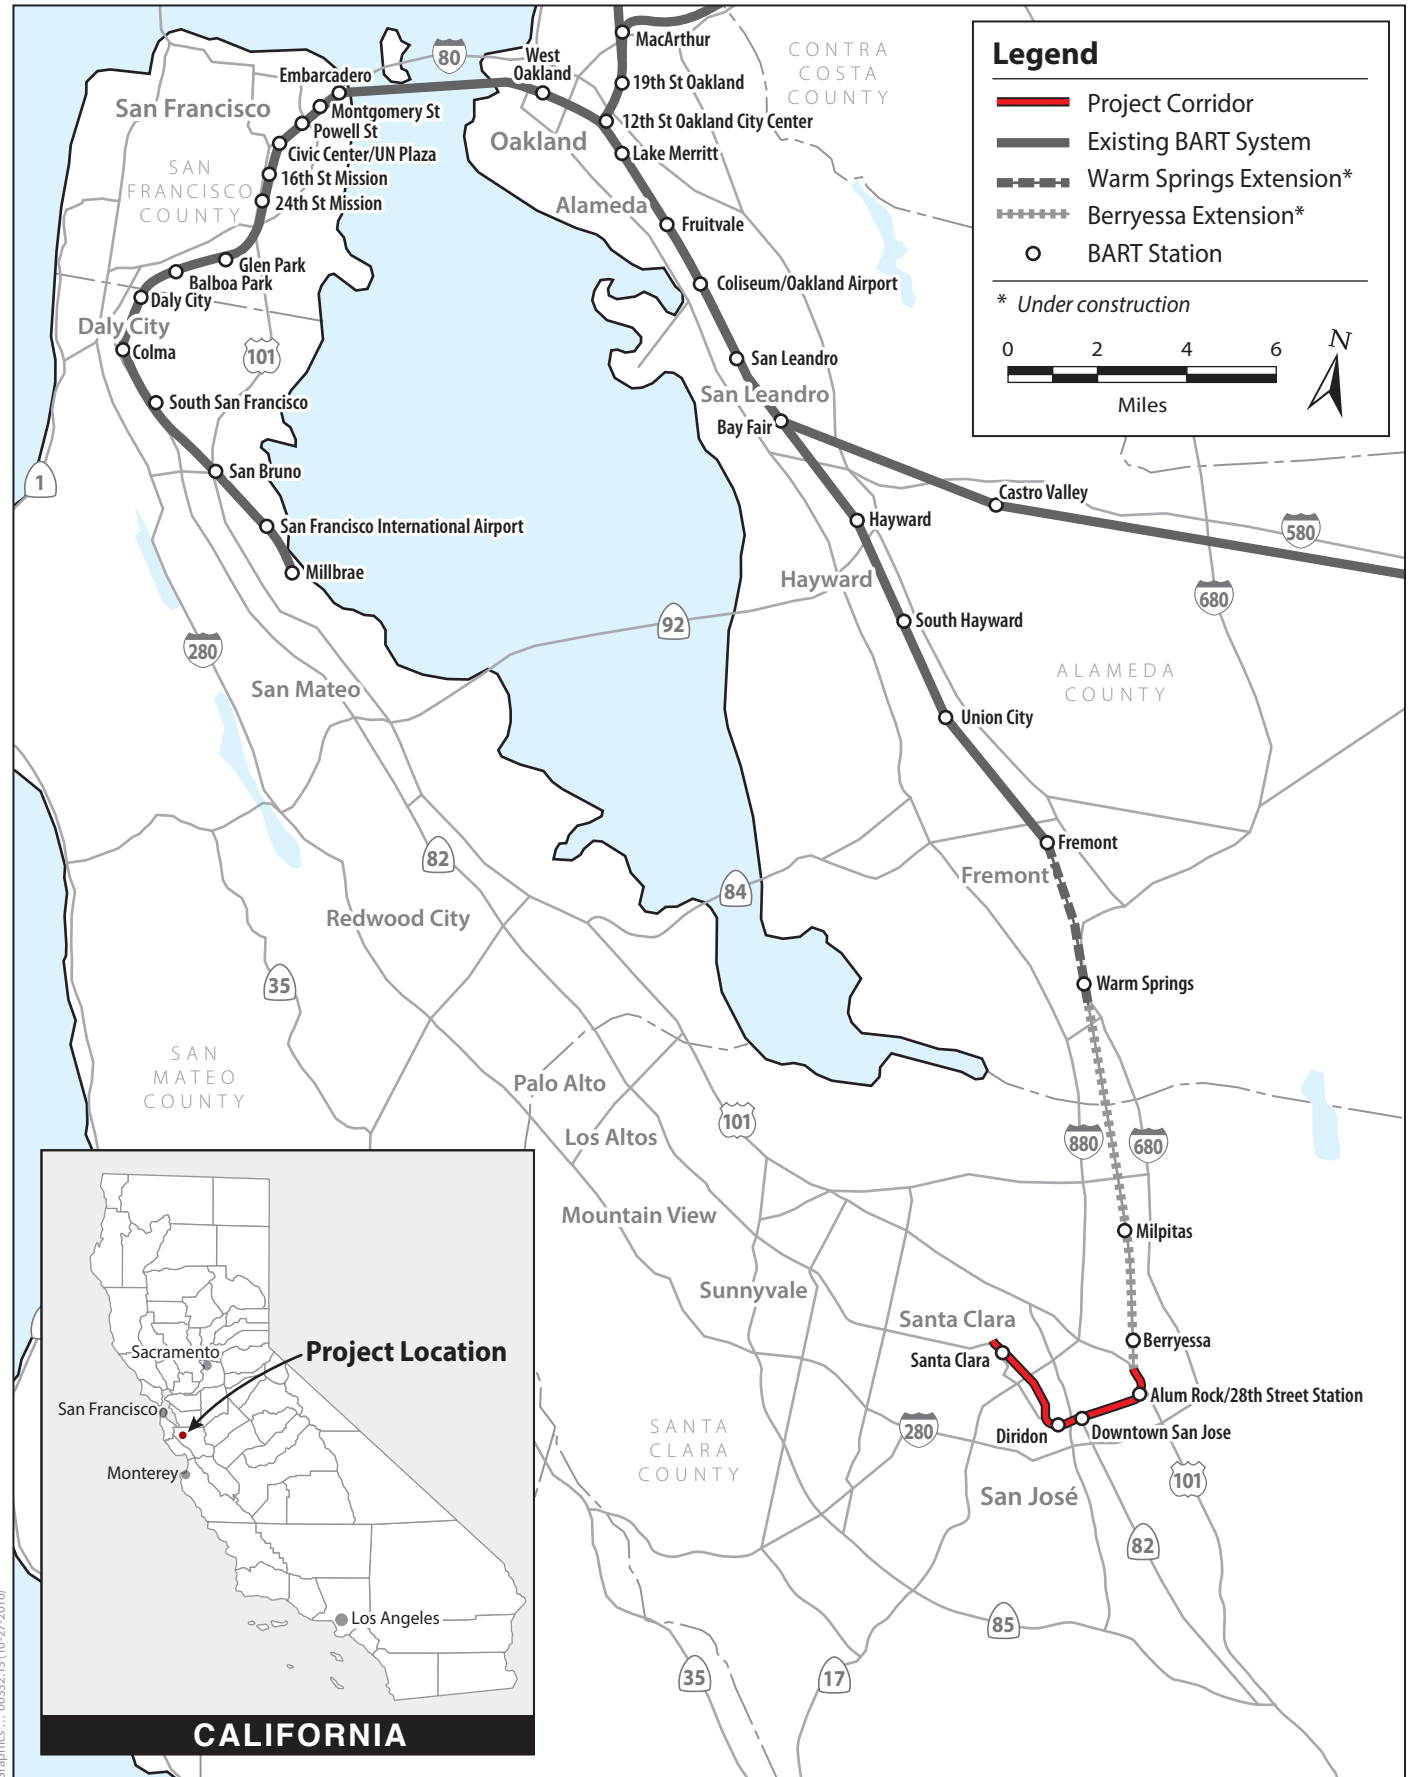 Legend
Project Corridor
Existing BART System
Warm Springs Extension*
Berryessa Extension*
BART Station
* Under construction
0 2 4 6
Miles
N
MacArthur
West
Oakland
80
Embarcadero
19th St Oakland
CONTRA
COSTA
COUNTY
San Francisco
Montgomery St
12th St Oakland City Center
Powell St
Oakland
Civic Center/UN Plaza
Lake Merritt
SAN
FRANCISCO
COUNTY
16th St Mission
24th St Mission
Alameda
Fruitvale
Glen Park
Balboa Park
Daly City
Coliseum/Oakland Airport
Daly City
Colma
101
San Leandro
San Leandro
South San Francisco
Bay Fair
San Bruno
1
Castro Valley
San Francisco International Airport
Hayward
580
Millbrae
Hayward
680
92
South Hayward
280
San Mateo
ALAMEDA
COUNTY
Union City
82
Fremont
Fremont
84
Redwood City
35
Warm Springs
SAN
MATEO
COUNTY
Palo Alto
101
Los Altos
880
680
Mountain View
Milpitas
Sunnyvale
Santa Clara
Berryessa
Santa Clara
Alum Rock/28th Street Station
Diridon
Downtown San Jose
280
SANTA
CLARA
COUNTY
101
San José
82
85
35
17
Sacramento
Project Location
San Francisco
Monterey
Los Angeles
CALIFORNIA